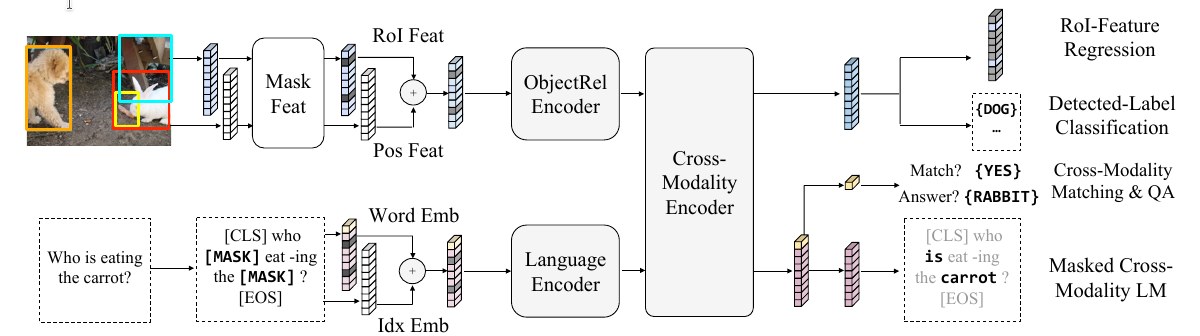 RoI Feat
Mask
Feat
Pos Feat
ObjectRel
Encoder
RoI-Feature
Regression
{DOG}
…
Detected-Label
Classification
Cross-
Modality
Encoder
Match? {YES}
Answer? {RABBIT}
Cross-Modality
Matching & QA
Who is eating
the carrot?
[CLS] who
[MASK] eat -ing
the [MASK] ?
[EOS]
Word Emb
Idx Emb
Language
Encoder
[CLS] who
is eat -ing
the carrot ?
[EOS]
Masked Cross-
Modality LM
+
+